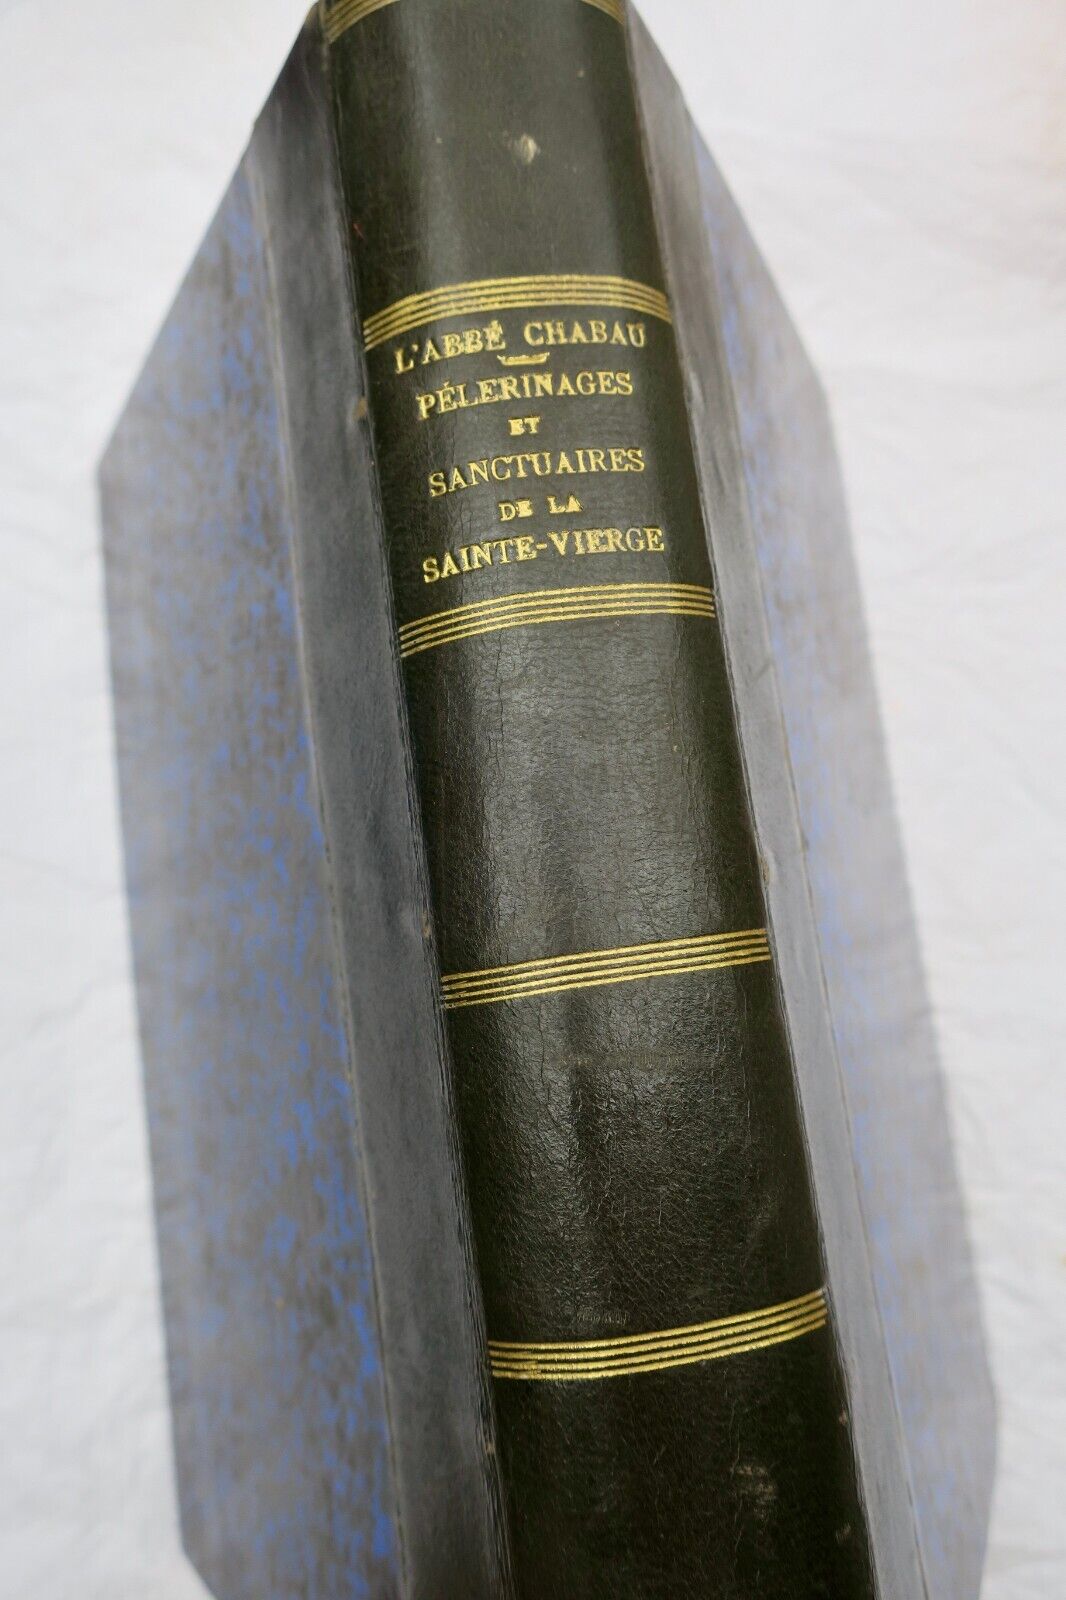 L'ABBÉ CHABAU
PÉLERINAGES
ET
SANCTUAIRES
DE LA
SAINTE-VIERGE